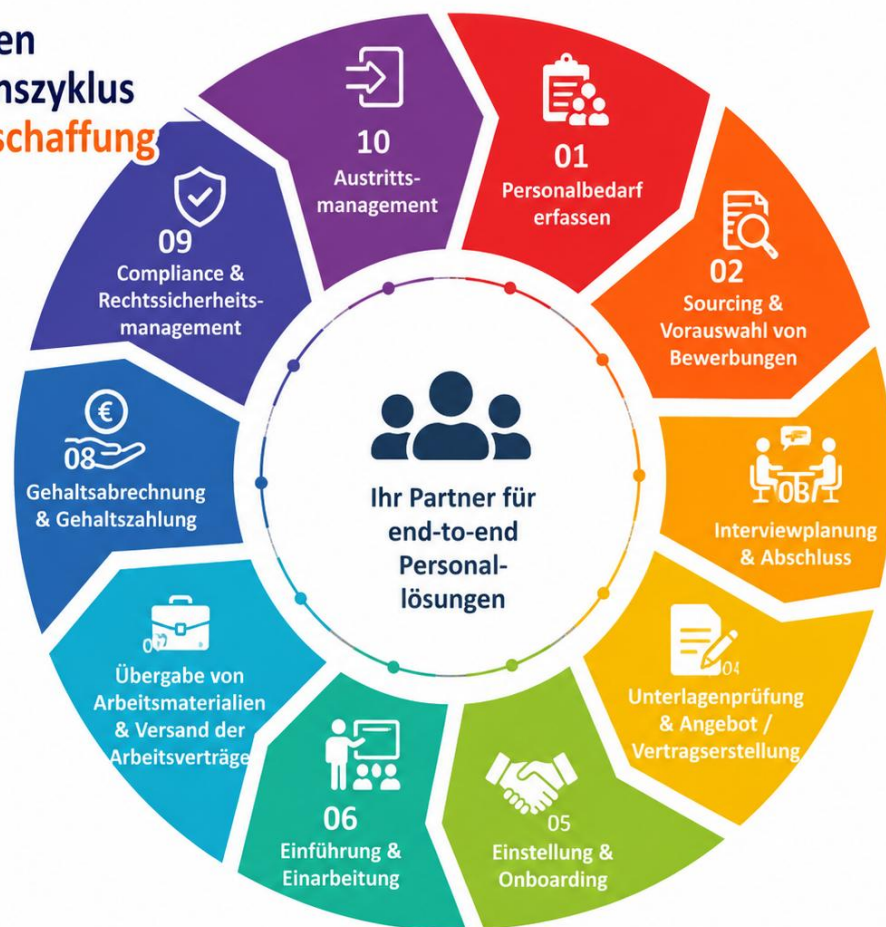 en
nszyklus
schaffung
01
Personalbedarf
erfassen
02
Sourcing &
Vorauswahl von
Bewerbungen
03
Interviewplanung
& Abschluss
04
Unterlagenprüfung
& Angebot /
Vertragserstellung
05
Einstellung &
Onboarding
06
Einführung &
Einarbeitung
Übergabe von
Arbeitsmaterialien
& Versand der
Arbeitsverträge
08
€
Gehaltsabrechnung
& Gehaltszahlung
09
Compliance &
Rechtssicherheits-
management
10
Austritts-
management
Ihr Partner für
end-to-end
Personal-
lösungen